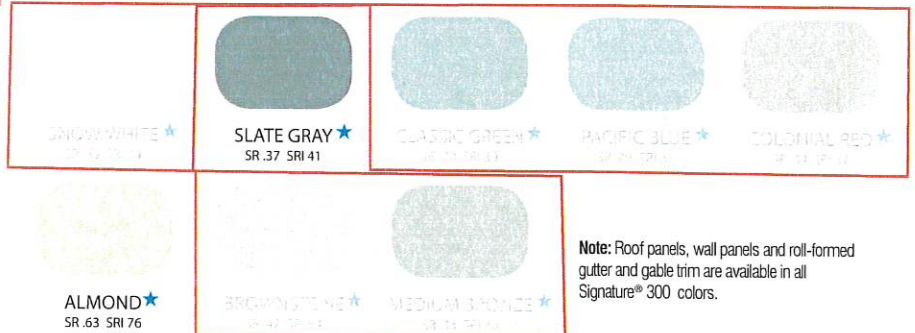 SNOW WHITE★
SLATE GRAY★
SR .37 SRI 41
CLASSIC GREEN★
PACIFIC BLUE★
COLONIAL RED★
ALMOND★
SR .63 SRI 76
BROWNSTONE★
MEDIUM BRONZE★
Note: Roof panels, wall panels and roll-formed
gutter and gable trim are available in all
Signature® 300 colors.